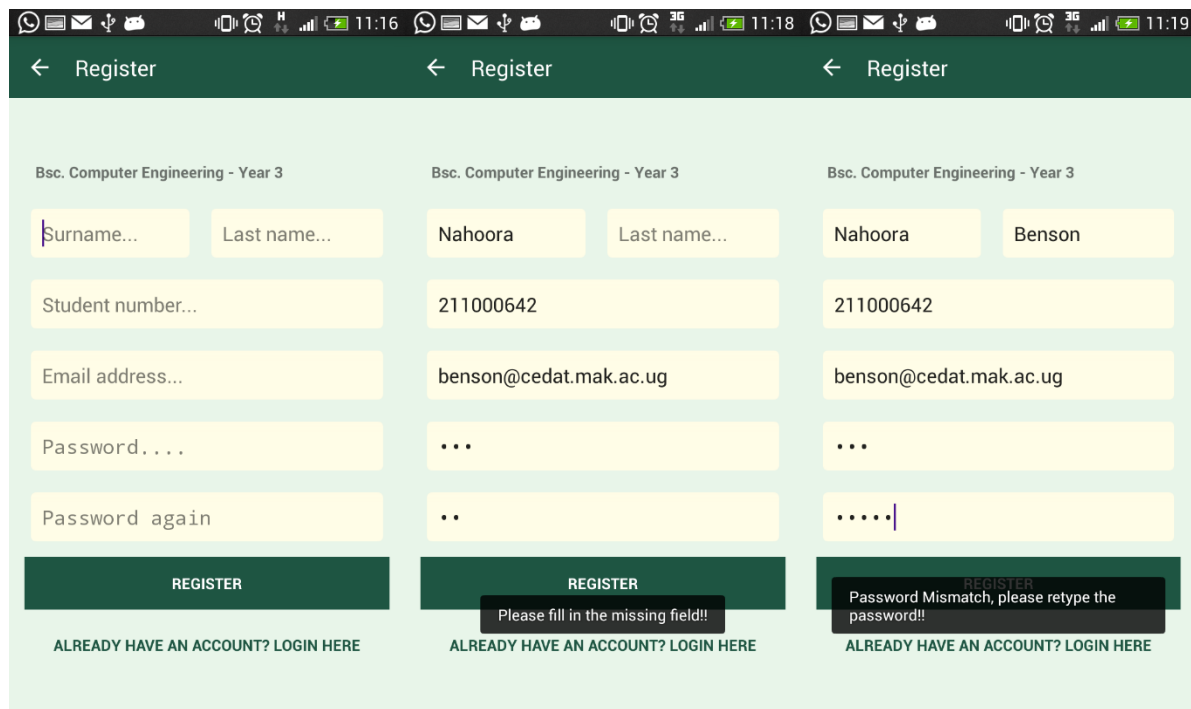 H 11:16
Register
Bsc. Computer Engineering - Year 3
Surname... Last name...
Student number...
Email address...
Password....
Password again
REGISTER
ALREADY HAVE AN ACCOUNT? LOGIN HERE
3G 11:18
Register
Bsc. Computer Engineering - Year 3
Nahoora Last name...
211000642
benson@cedat.mak.ac.ug
•••
••
REGISTER
Please fill in the missing field!!
ALREADY HAVE AN ACCOUNT? LOGIN HERE
3G 11:19
Register
Bsc. Computer Engineering - Year 3
Nahoora Benson
211000642
benson@cedat.mak.ac.ug
•••
•••••
REGISTER
Password Mismatch, please retype the
password!!
ALREADY HAVE AN ACCOUNT? LOGIN HERE